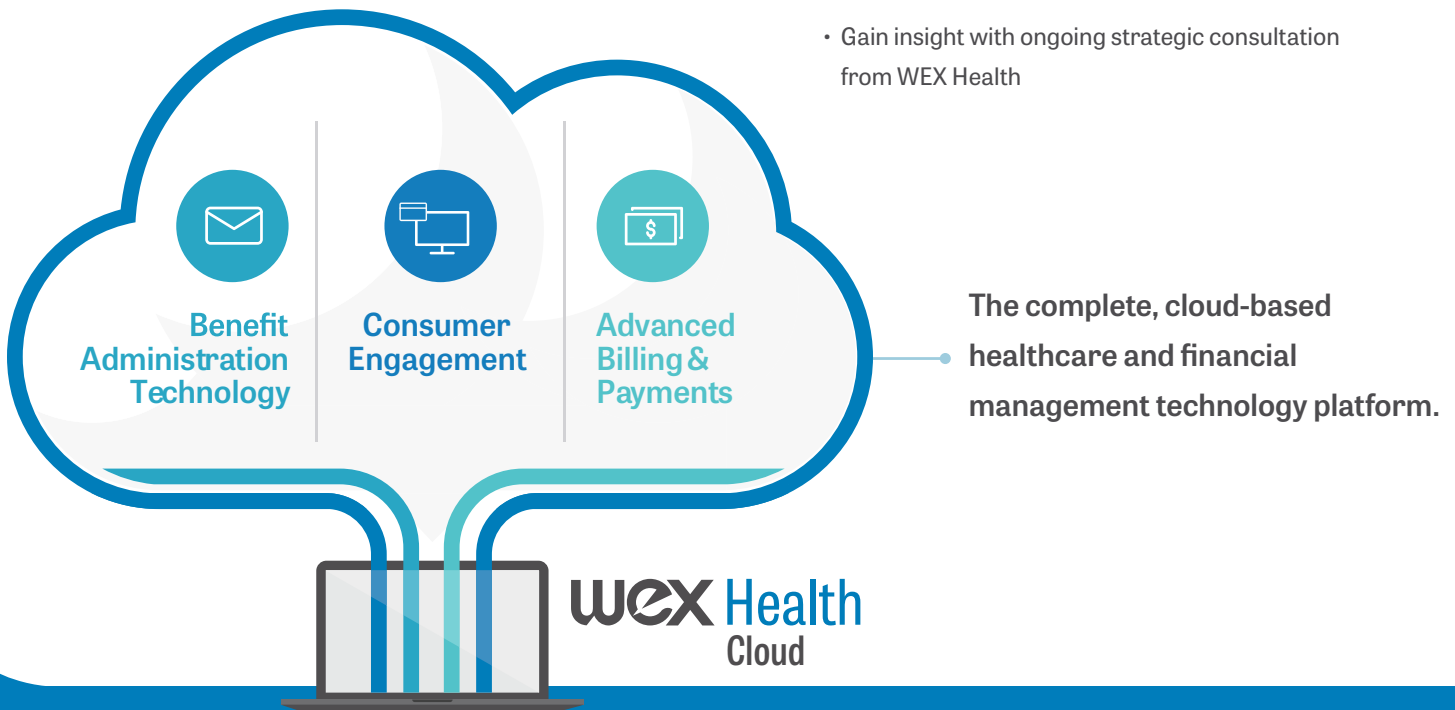 • Gain insight with ongoing strategic consultation
from WEX Health
$
Benefit
Administration
Technology
Consumer
Engagement
Advanced
Billing &
Payments
The complete, cloud-based
healthcare and financial
management technology platform.
wex Health
Cloud